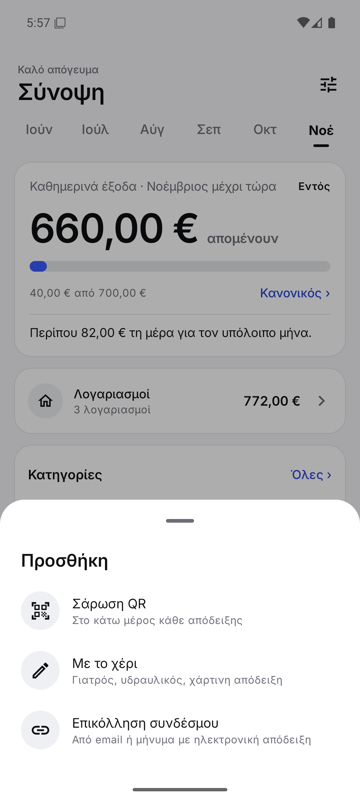 5:57
Καλό απόγευμα
Σύνοψη
Ιούν Ιούλ Αύγ Σεπ Οκτ Νοέ
Καθημερινά έξοδα · Νοέμβριος μέχρι τώρα Εντός
660,00 € απομένουν
40,00 € από 700,00 € Κανονικός ›
Περίπου 82,00 € τη μέρα για τον υπόλοιπο μήνα.
Λογαριασμοί 772,00 €
3 λογαριασμοί
Κατηγορίες Όλες ›
Προσθήκη
Σάρωση QR
Στο κάτω μέρος κάθε απόδειξης
Με το χέρι
Γιατρός, υδραυλικός, χάρτινη απόδειξη
Επικόλληση συνδέσμου
Από email ή μήνυμα με ηλεκτρονική απόδειξη